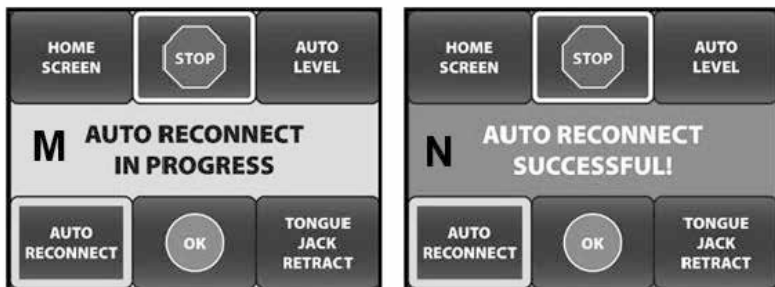 HOME
SCREEN
STOP
AUTO
LEVEL
M AUTO RECONNECT
IN PROGRESS
AUTO
RECONNECT
OK
TONGUE
JACK
RETRACT
HOME
SCREEN
STOP
AUTO
LEVEL
N AUTO RECONNECT
SUCCESSFUL!
AUTO
RECONNECT
OK
TONGUE
JACK
RETRACT